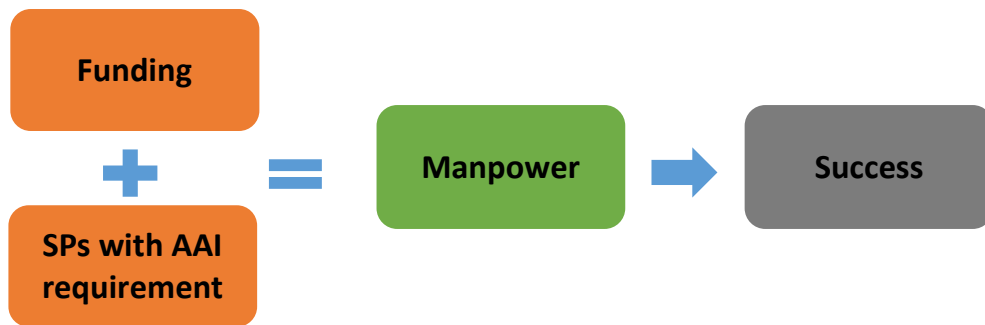 Funding
SPs with AAI
requirement
Manpower
Success